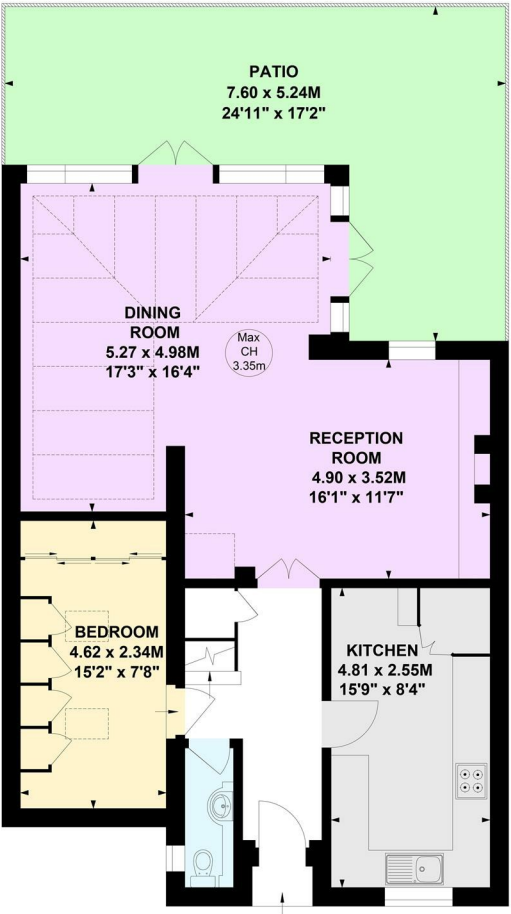 PATIO
7.60 x 5.24M
24'11" x 17'2"
DINING
ROOM
5.27 x 4.98M
17'3" x 16'4"
Max
CH
3.35m
RECEPTION
ROOM
4.90 x 3.52M
16'1" x 11'7"
BEDROOM
4.62 x 2.34M
15'2" x 7'8"
KITCHEN
4.81 x 2.55M
15'9" x 8'4"